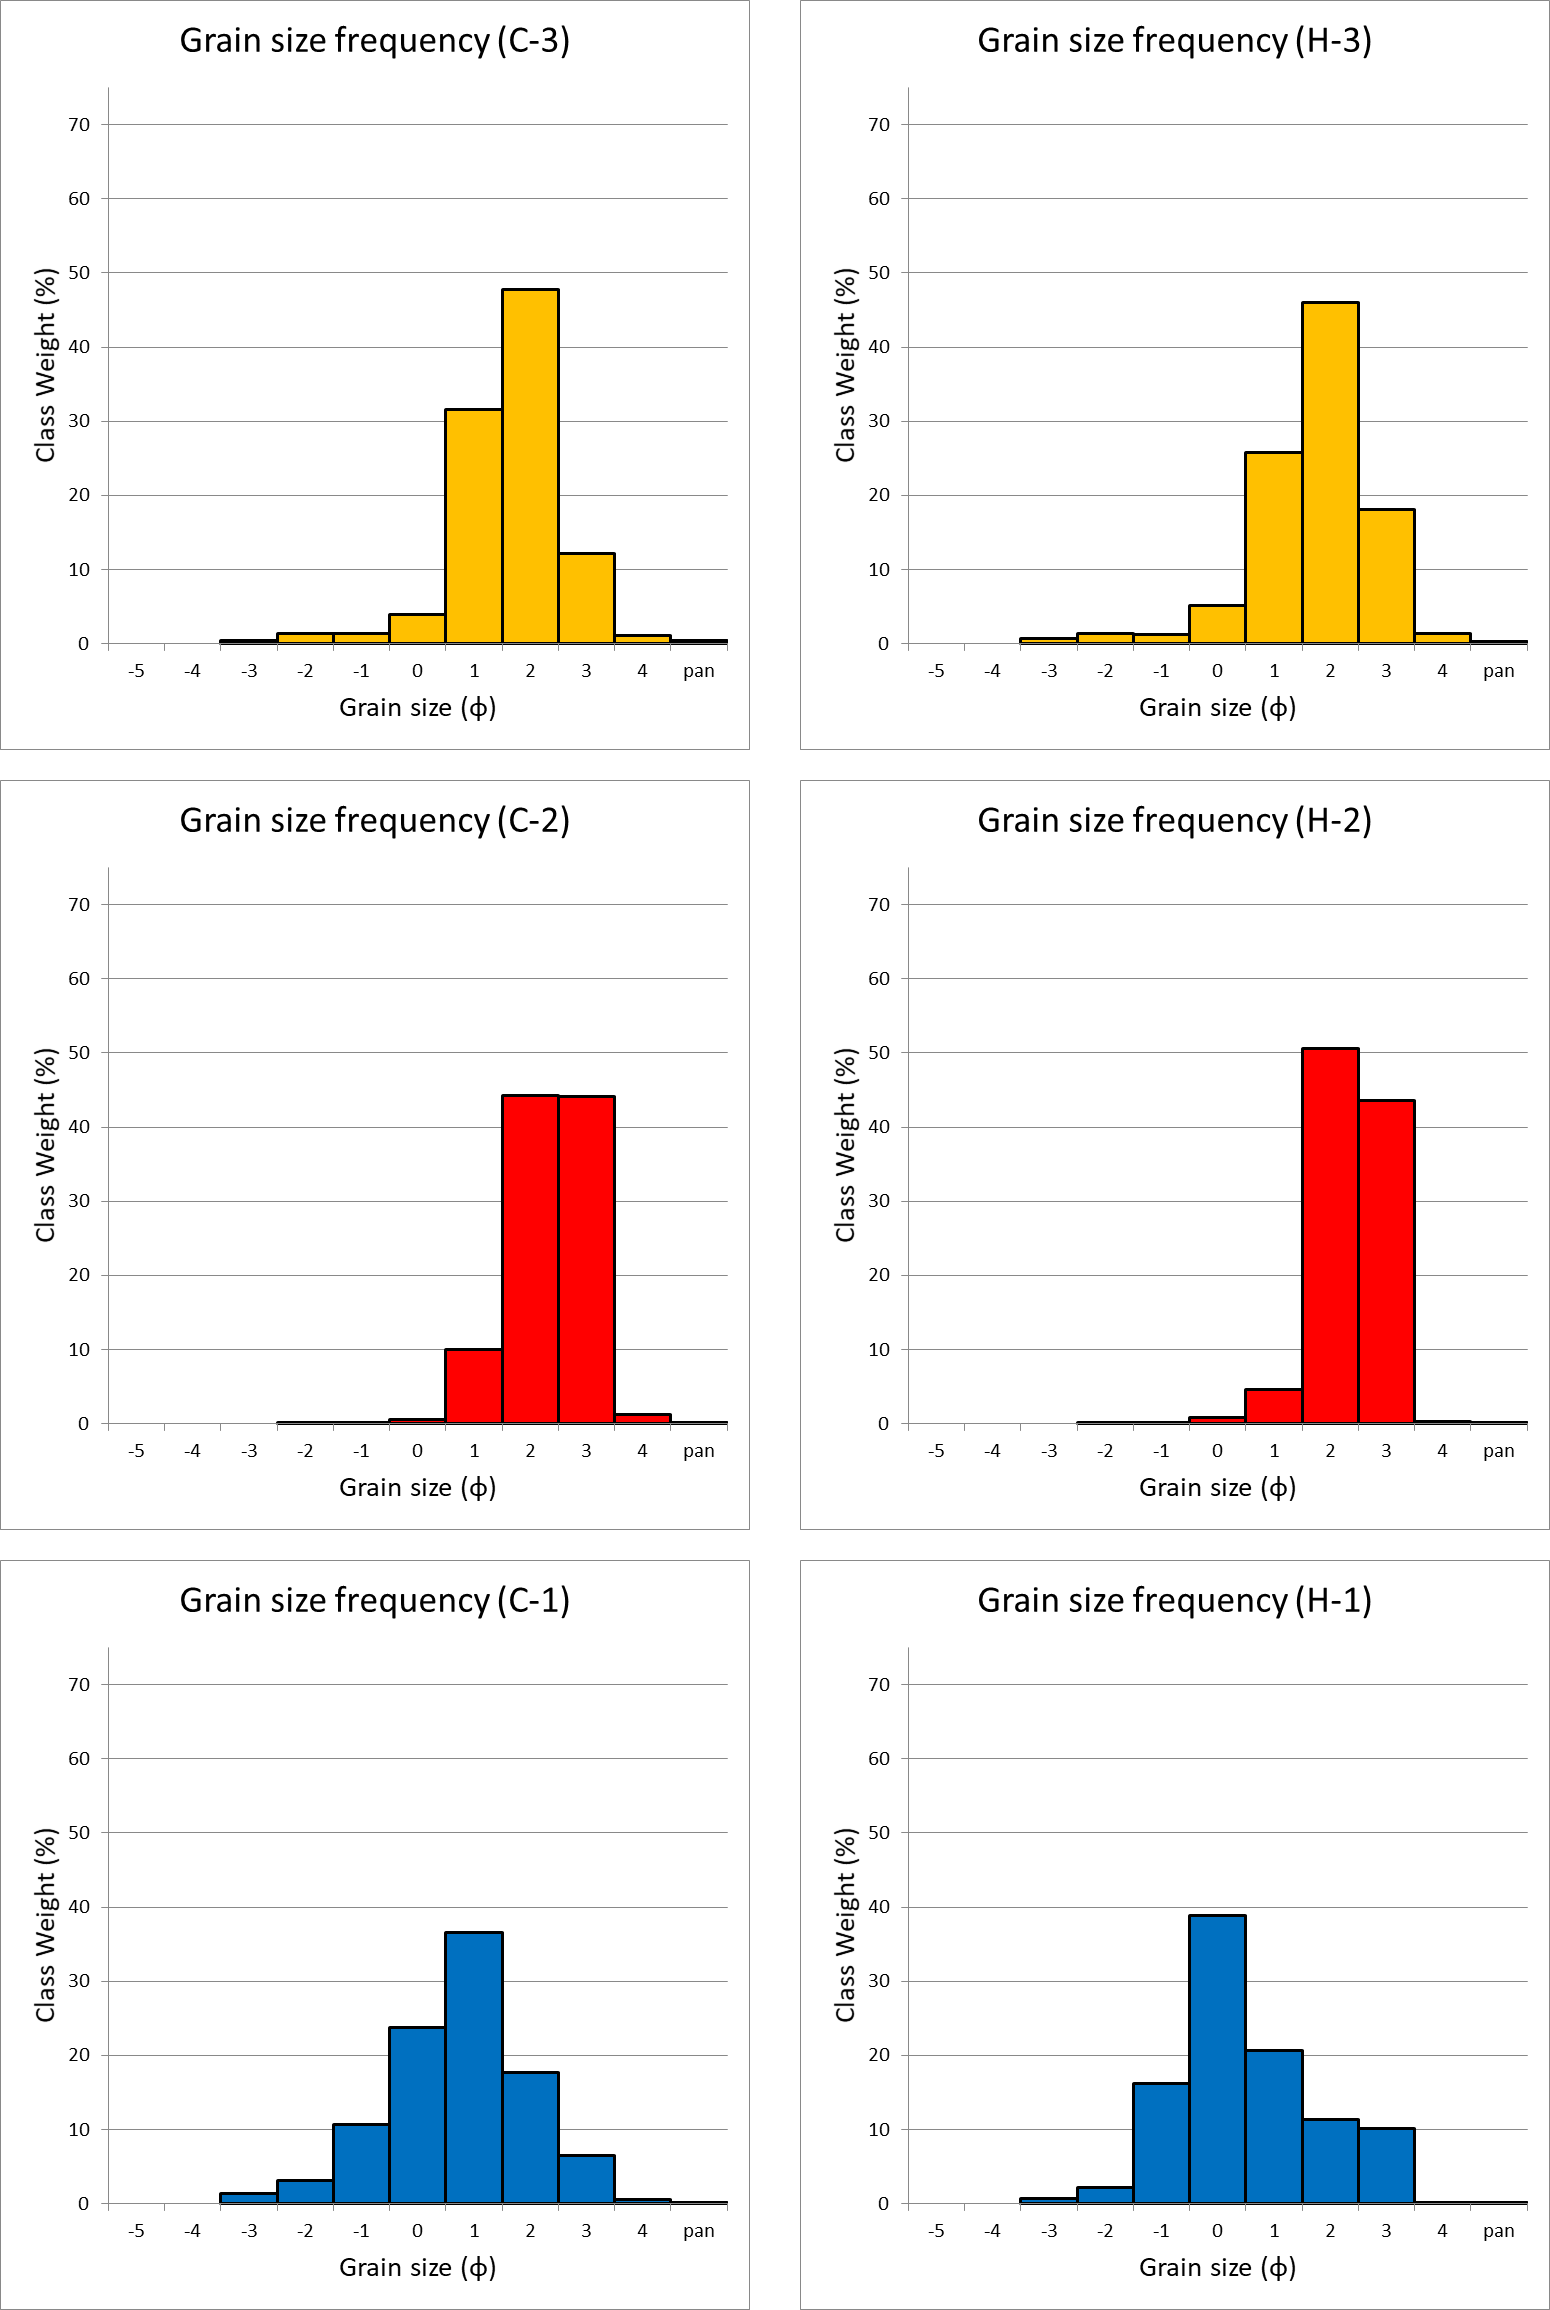 Grain size frequency (C-3)
70
60
50
40
30
20
10
0
Class Weight (%)
-5 -4 -3 -2 -1 0 1 2 3 4 pan
Grain size (ϕ)
Grain size frequency (H-3)
70
60
50
40
30
20
10
0
Class Weight (%)
-5 -4 -3 -2 -1 0 1 2 3 4 pan
Grain size (ϕ)
Grain size frequency (C-2)
70
60
50
40
30
20
10
0
Class Weight (%)
-5 -4 -3 -2 -1 0 1 2 3 4 pan
Grain size (ϕ)
Grain size frequency (H-2)
70
60
50
40
30
20
10
0
Class Weight (%)
-5 -4 -3 -2 -1 0 1 2 3 4 pan
Grain size (ϕ)
Grain size frequency (C-1)
70
60
50
40
30
20
10
0
Class Weight (%)
-5 -4 -3 -2 -1 0 1 2 3 4 pan
Grain size (ϕ)
Grain size frequency (H-1)
70
60
50
40
30
20
10
0
Class Weight (%)
-5 -4 -3 -2 -1 0 1 2 3 4 pan
Grain size (ϕ)